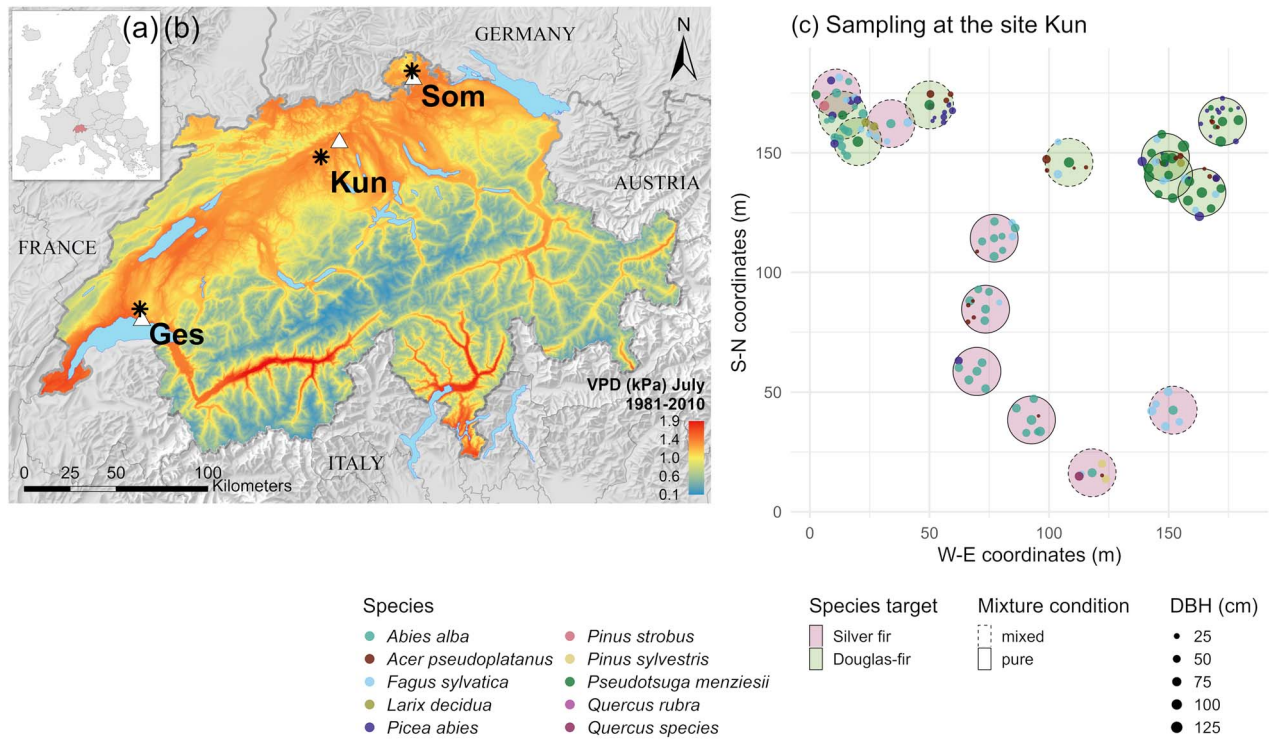 (a) (b)
GERMANY
N
Som
Kun
AUSTRIA
FRANCE
Ges
VPD (kPa) July
1981-2010
1.9
1.4
1.0
0.6
0.1
ITALY
0 25 50 100
Kilometers
(c) Sampling at the site Kun
S-N coordinates (m)
150
100
50
0
0 50 100 150
W-E coordinates (m)
Species
Abies alba
Acer pseudoplatanus
Fagus sylvatica
Larix decidua
Picea abies
Pinus strobus
Pinus sylvestris
Pseudotsuga menziesii
Quercus rubra
Quercus species
Species target
Silver fir
Douglas-fir
Mixture condition
mixed
pure
DBH (cm)
25
50
75
100
125